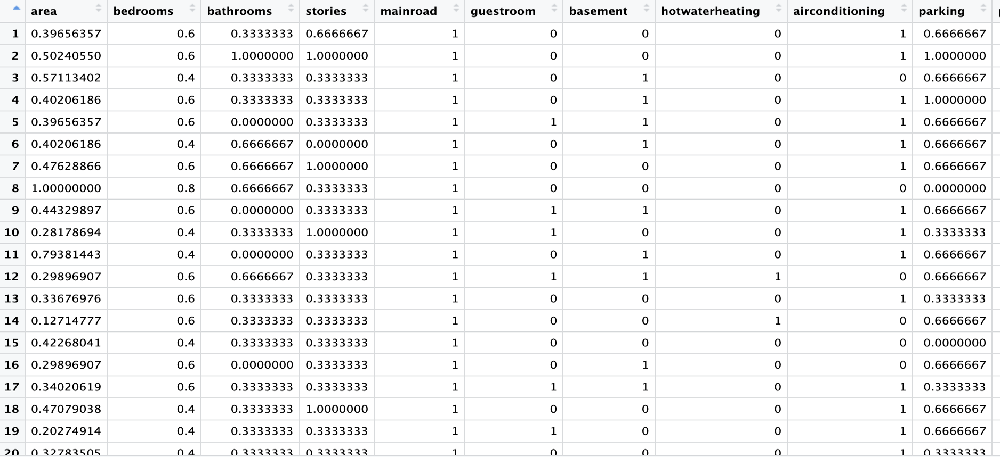 area bedrooms bathrooms stories mainroad guestroom basement hotwaterheating airconditioning parking
1 0.39656357 0.6 0.3333333 0.6666667 1 0 0 0 1 0.6666667
2 0.50240550 0.6 1.0000000 1.0000000 1 0 0 0 1 1.0000000
3 0.57113402 0.4 0.3333333 0.3333333 1 0 1 0 0 0.6666667
4 0.40206186 0.6 0.3333333 0.3333333 1 0 1 0 1 1.0000000
5 0.39656357 0.6 0.0000000 0.3333333 1 1 1 0 1 0.6666667
6 0.40206186 0.4 0.6666667 0.0000000 1 0 1 0 1 0.6666667
7 0.47628866 0.6 0.6666667 1.0000000 1 0 0 0 1 0.6666667
8 1.00000000 0.8 0.6666667 0.3333333 1 0 0 0 0 0.0000000
9 0.44329897 0.6 0.0000000 0.3333333 1 1 1 0 1 0.6666667
10 0.28178694 0.4 0.3333333 1.0000000 1 1 0 0 1 0.3333333
11 0.79381443 0.4 0.0000000 0.3333333 1 0 1 0 1 0.6666667
12 0.29896907 0.6 0.6666667 0.3333333 1 1 1 1 0 0.6666667
13 0.33676976 0.6 0.3333333 0.3333333 1 0 0 0 1 0.3333333
14 0.12714777 0.6 0.3333333 0.3333333 1 0 0 1 0 0.6666667
15 0.42268041 0.4 0.3333333 0.3333333 1 0 0 0 0 0.0000000
16 0.29896907 0.6 0.0000000 0.3333333 1 0 1 0 0 0.6666667
17 0.34020619 0.6 0.3333333 0.3333333 1 1 1 0 1 0.3333333
18 0.47079038 0.4 0.3333333 1.0000000 1 0 0 0 1 0.6666667
19 0.20274914 0.4 0.3333333 0.3333333 1 1 0 0 1 0.6666667
20 0.32783505 0.4 0.3333333 0.3333333 1 0 0 0 1 0.3333333